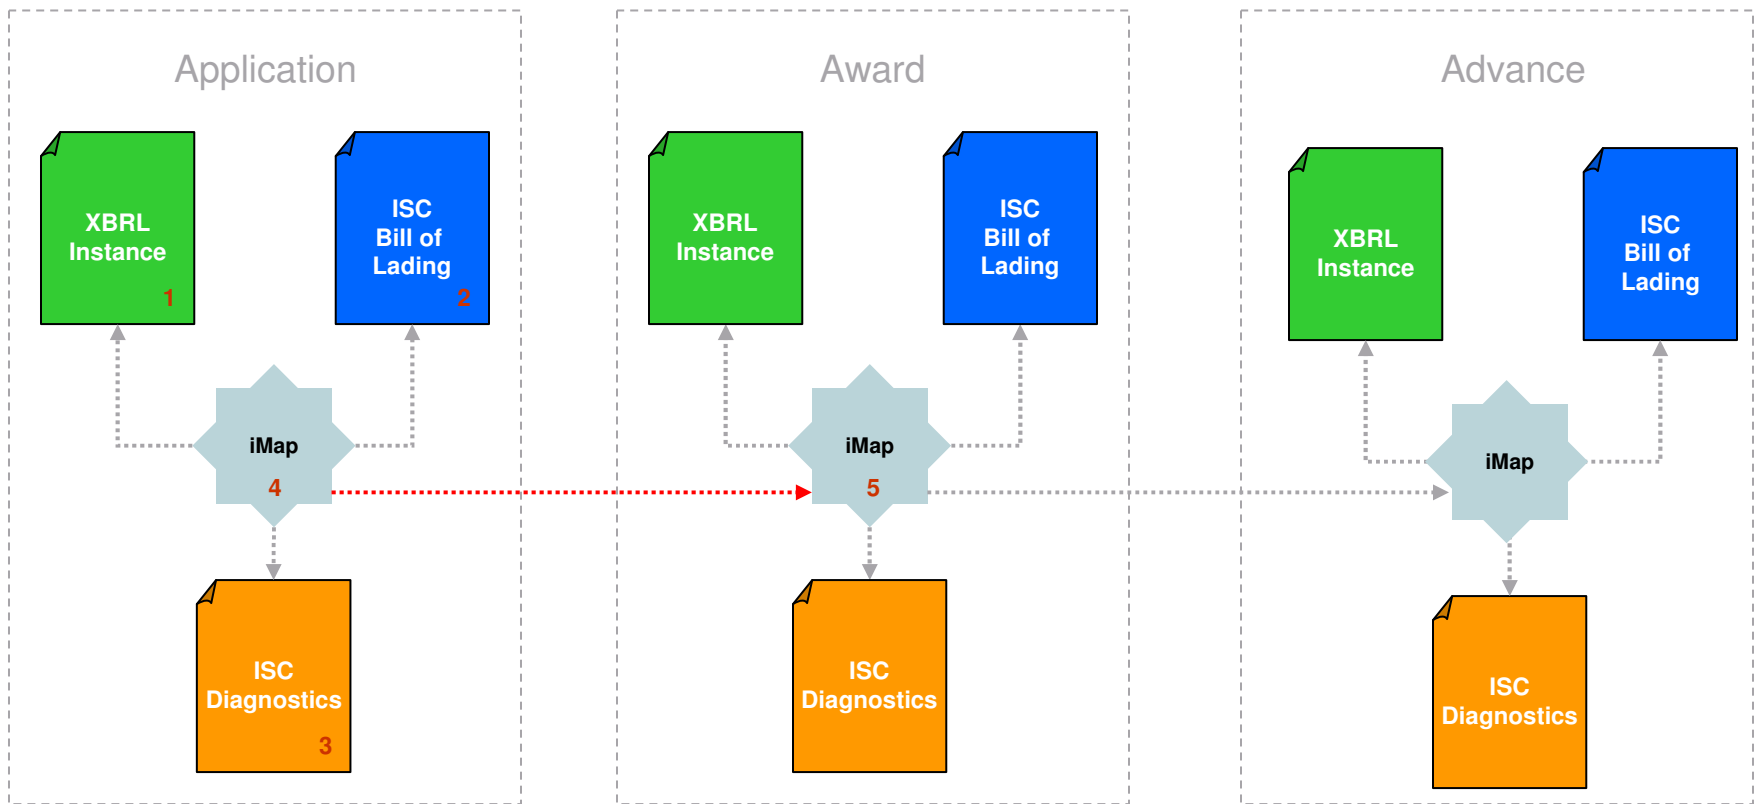 Application
XBRL
Instance
1
ISC
Bill of
Lading
2
iMap
4
ISC
Diagnostics
3
Award
XBRL
Instance
ISC
Bill of
Lading
iMap
5
ISC
Diagnostics
Advance
XBRL
Instance
ISC
Bill of
Lading
iMap
ISC
Diagnostics